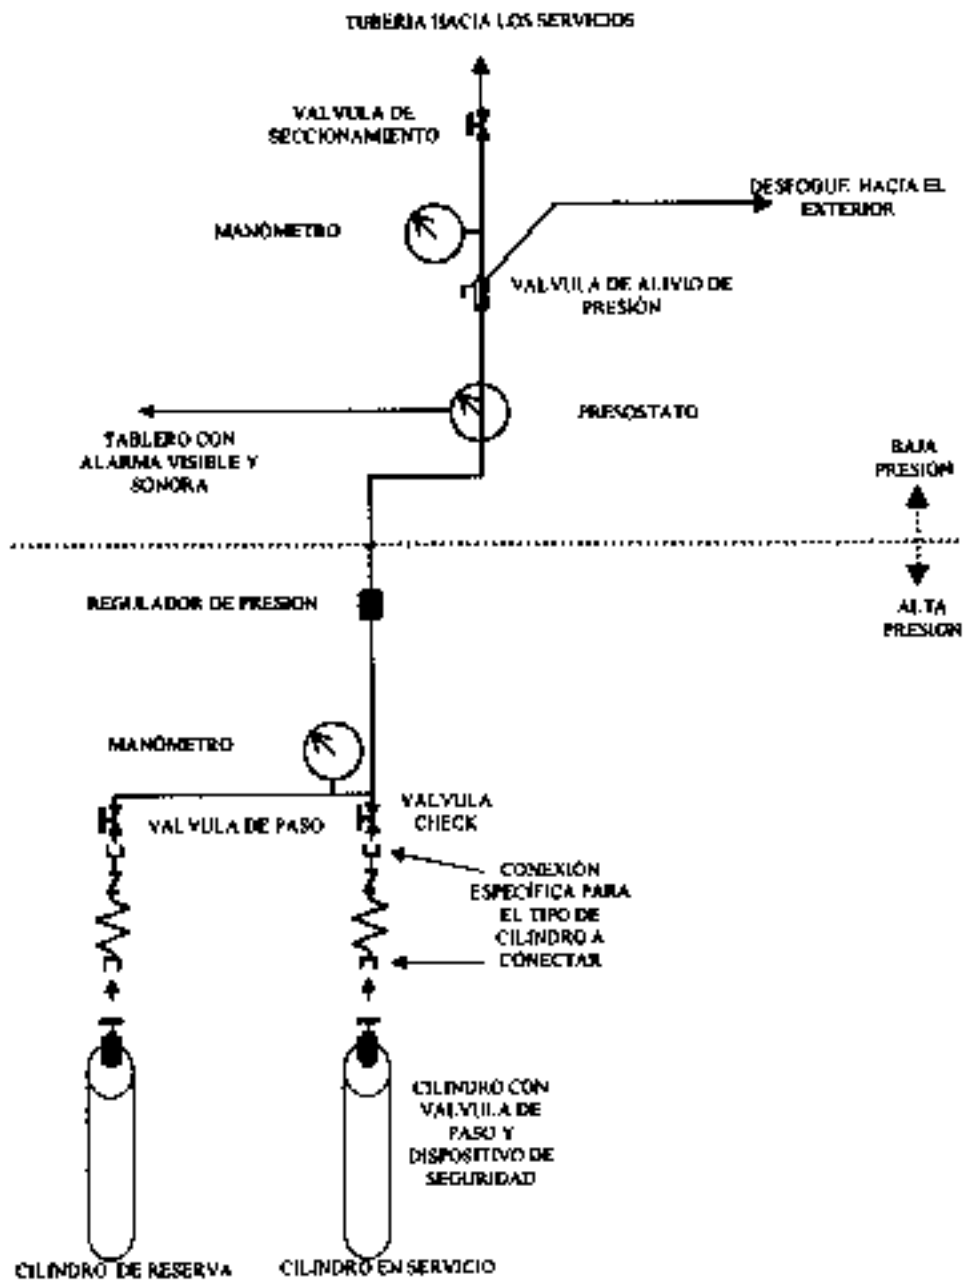 TUBERIA HACIA LOS SERVICIOS
VALVULA DE
SECCIONAMIENTO
DESFOGUE HACIA EL
EXTERIOR
MANÓMETRO
VALVULA DE ALIVIO DE
PRESIÓN
PRESOSTATO
TABLERO CON
ALARMA VISIBLE Y
SONORA
BAJA
PRESIÓN
REGULADOR DE PRESION
ALTA
PRESION
MANÓMETRO
VALVULA DE PASO
VALVULA
CHECK
CONEXIÓN
ESPECÍFICA PARA
EL TIPO DE
CILINDRO A
CONECTAR
CILINDRO CON
VALVULA DE
PASO Y
DISPOSITIVO DE
SEGURIDAD
CILINDRO DE RESERVA
CILINDRO EN SERVICIO